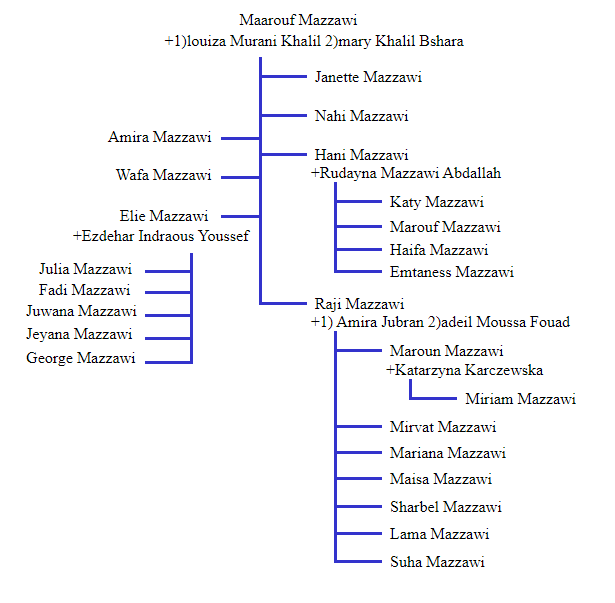 Maarouf Mazzawi
+1)louiza Murani Khalil 2)mary Khalil Bshara
Janette Mazzawi
Nahi Mazzawi
Amira Mazzawi
Hani Mazzawi
+Rudayna Mazzawi Abdallah
Wafa Mazzawi
Katy Mazzawi
Marouf Mazzawi
Haifa Mazzawi
Emtaness Mazzawi
Elie Mazzawi
+Ezdehar Indraous Youssef
Julia Mazzawi
Fadi Mazzawi
Juwana Mazzawi
Jeyana Mazzawi
George Mazzawi
Raji Mazzawi
+1) Amira Jubran 2)adeil Moussa Fouad
Maroun Mazzawi
+Katarzyna Karczewska
Miriam Mazzawi
Mirvat Mazzawi
Mariana Mazzawi
Maisa Mazzawi
Sharbel Mazzawi
Lama Mazzawi
Suha Mazzawi